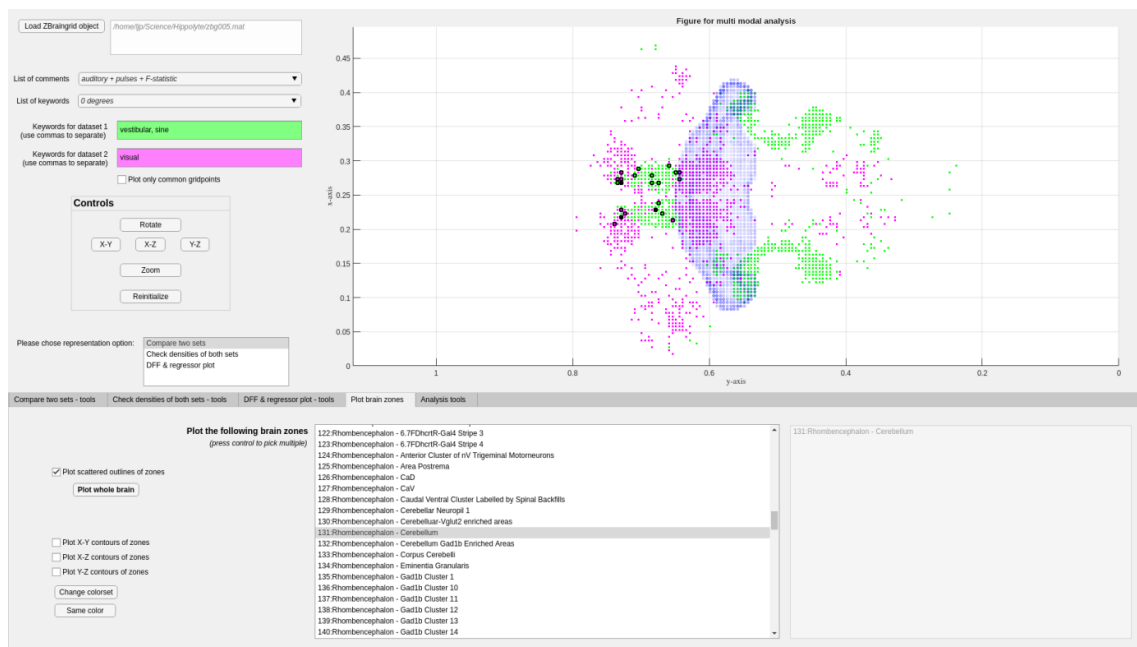 Load ZBraingrid object
/home/ljp/Science/Hippolyte/zbg005.mat
List of comments
auditory + pulses + F-statistic
List of keywords
0 degrees
Keywords for dataset 1
(use commas to separate)
vestibular, sine
Keywords for dataset 2
(use commas to separate)
visual
Plot only common gridpoints
Controls
Rotate
X-Y
X-Z
Y-Z
Zoom
Reinitialize
Please chose representation option:
Compare two sets
Check densities of both sets
DFF & regressor plot
Figure for multi modal analysis
0.45
0.4
0.35
0.3
0.25
0.2
0.15
0.1
0.05
0
x-axis
1
0.8
0.6
0.4
0.2
0
y-axis
Compare two sets - tools
Check densities of both sets - tools
DFF & regressor plot - tools
Plot brain zones
Analysis tools
Plot the following brain zones
(press control to pick multiple)
Plot scattered outlines of zones
Plot whole brain
Plot X-Y contours of zones
Plot X-Z contours of zones
Plot Y-Z contours of zones
Change colorset
Same color
122:Rhombencephalon - 6.7FDhcrtR-Gal4 Stripe 3
123:Rhombencephalon - 6.7FDhcrtR-Gal4 Stripe 4
124:Rhombencephalon - Anterior Cluster of nV Trigeminal Motorneurons
125:Rhombencephalon - Area Postrema
126:Rhombencephalon - CaD
127:Rhombencephalon - CaV
128:Rhombencephalon - Caudal Ventral Cluster Labelled by Spinal Backfills
129:Rhombencephalon - Cerebellar Neuropil 1
130:Rhombencephalon - Cerebelluar-Vglut2 enriched areas
131:Rhombencephalon - Cerebellum
132:Rhombencephalon - Cerebellum Gad1b Enriched Areas
133:Rhombencephalon - Corpus Cerebelli
134:Rhombencephalon - Eminentia Granularis
135:Rhombencephalon - Gad1b Cluster 1
136:Rhombencephalon - Gad1b Cluster 10
137:Rhombencephalon - Gad1b Cluster 11
138:Rhombencephalon - Gad1b Cluster 12
139:Rhombencephalon - Gad1b Cluster 13
140:Rhombencephalon - Gad1b Cluster 14
131:Rhombencephalon - Cerebellum